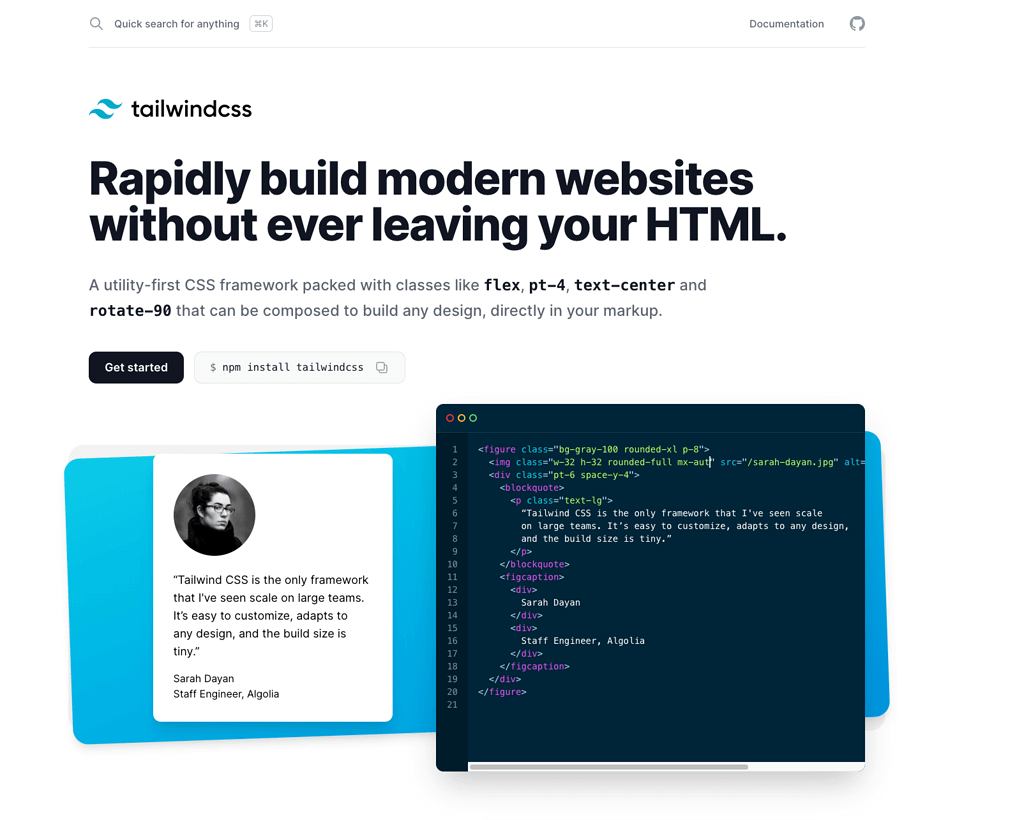 Quick search for anything ⌘K Documentation
tailwindcss
Rapidly build modern websites
without ever leaving your HTML.
A utility-first CSS framework packed with classes like flex, pt-4, text-center and
rotate-90 that can be composed to build any design, directly in your markup.
Get started
$ npm install tailwindcss
“Tailwind CSS is the only framework
that I've seen scale on large teams.
It’s easy to customize, adapts to
any design, and the build size is
tiny.”
Sarah Dayan
Staff Engineer, Algolia
1 <figure class="bg-gray-100 rounded-xl p-8">
2 <img class="w-32 h-32 rounded-full mx-aut" src="/sarah-dayan.jpg" alt=
3 <div class="pt-6 space-y-4">
4 <blockquote>
5 <p class="text-lg">
6 “Tailwind CSS is the only framework that I've seen scale
7 on large teams. It’s easy to customize, adapts to any design,
8 and the build size is tiny.”
9 </p>
10 </blockquote>
11 <figcaption>
12 <div>
13 Sarah Dayan
14 </div>
15 <div>
16 Staff Engineer, Algolia
17 </div>
18 </figcaption>
19 </div>
20 </figure>
21